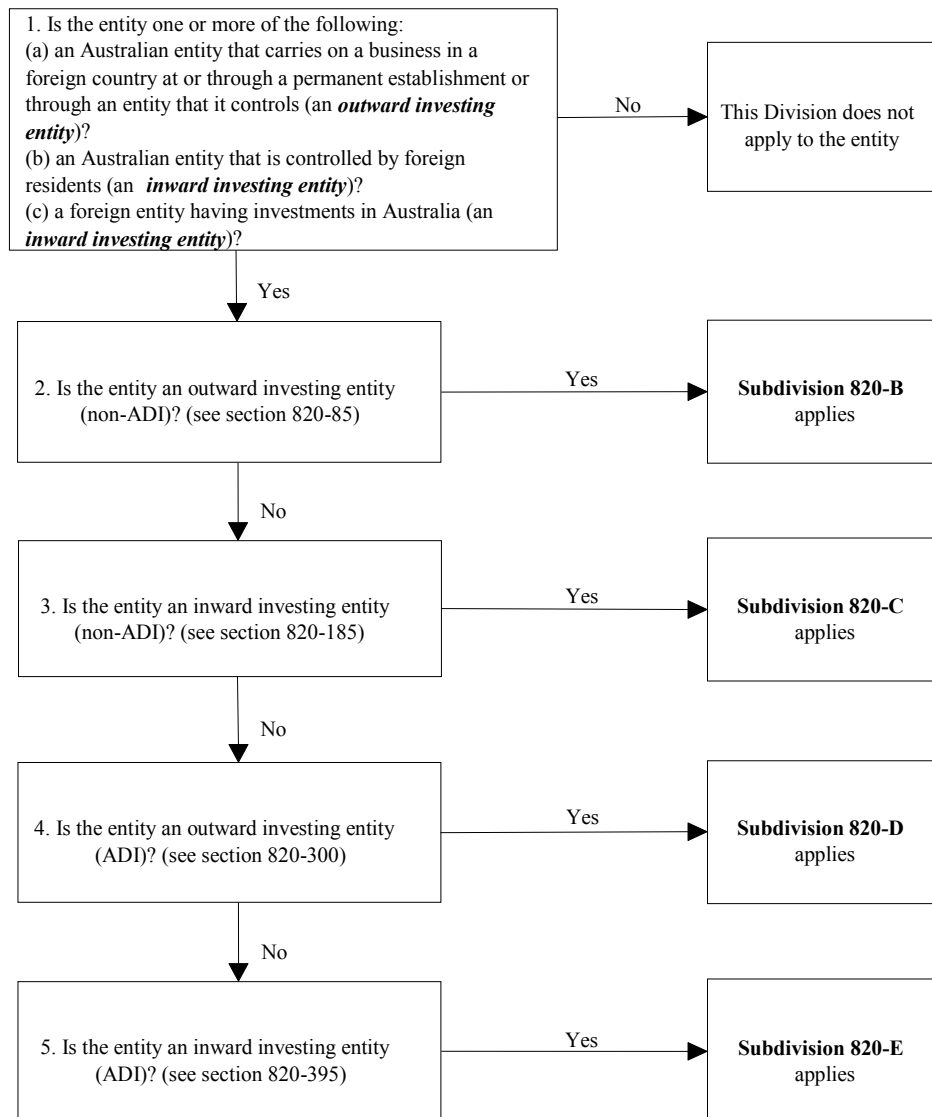 1. Is the entity one or more of the following:
(a) an Australian entity that carries on a business in a
foreign country at or through a permanent establishment or
through an entity that it controls (an outward investing
entity)?
(b) an Australian entity that is controlled by foreign
residents (an inward investing entity)?
(c) a foreign entity having investments in Australia (an
inward investing entity)?
No
This Division does not
apply to the entity
Yes
2. Is the entity an outward investing entity
(non-ADI)? (see section 820-85)
Yes
Subdivision 820-B
applies
No
3. Is the entity an inward investing entity
(non-ADI)? (see section 820-185)
Yes
Subdivision 820-C
applies
No
4. Is the entity an outward investing entity
(ADI)? (see section 820-300)
Yes
Subdivision 820-D
applies
No
5. Is the entity an inward investing entity
(ADI)? (see section 820-395)
Yes
Subdivision 820-E
applies